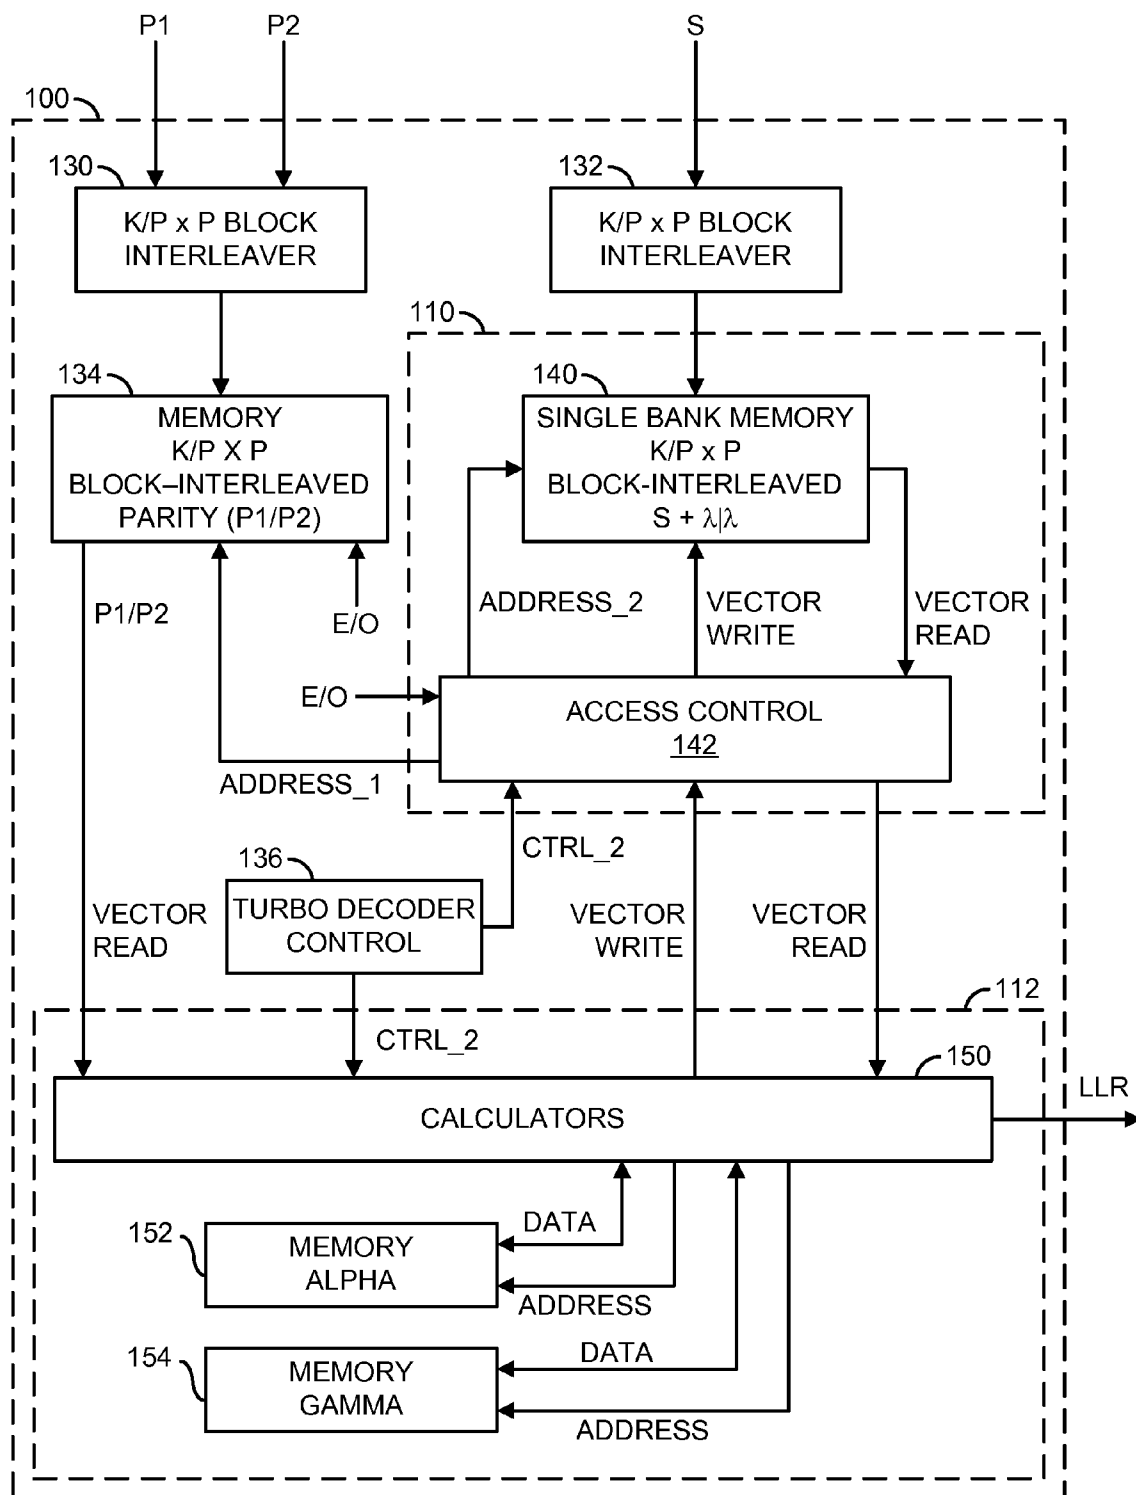 P1
P2
S
100
130
132
K/P x P BLOCK
INTERLEAVER
K/P x P BLOCK
INTERLEAVER
110
134
140
MEMORY
K/P X P
BLOCK–INTERLEAVED
PARITY (P1/P2)
SINGLE BANK MEMORY
K/P x P
BLOCK-INTERLEAVED
S + λ|λ
P1/P2
E/O
ADDRESS_2
VECTOR
WRITE
VECTOR
READ
E/O
ACCESS CONTROL
142
ADDRESS_1
CTRL_2
136
TURBO DECODER
CONTROL
VECTOR
READ
VECTOR
WRITE
VECTOR
READ
112
CTRL_2
150
CALCULATORS
LLR
152
MEMORY
ALPHA
DATA
ADDRESS
154
MEMORY
GAMMA
DATA
ADDRESS